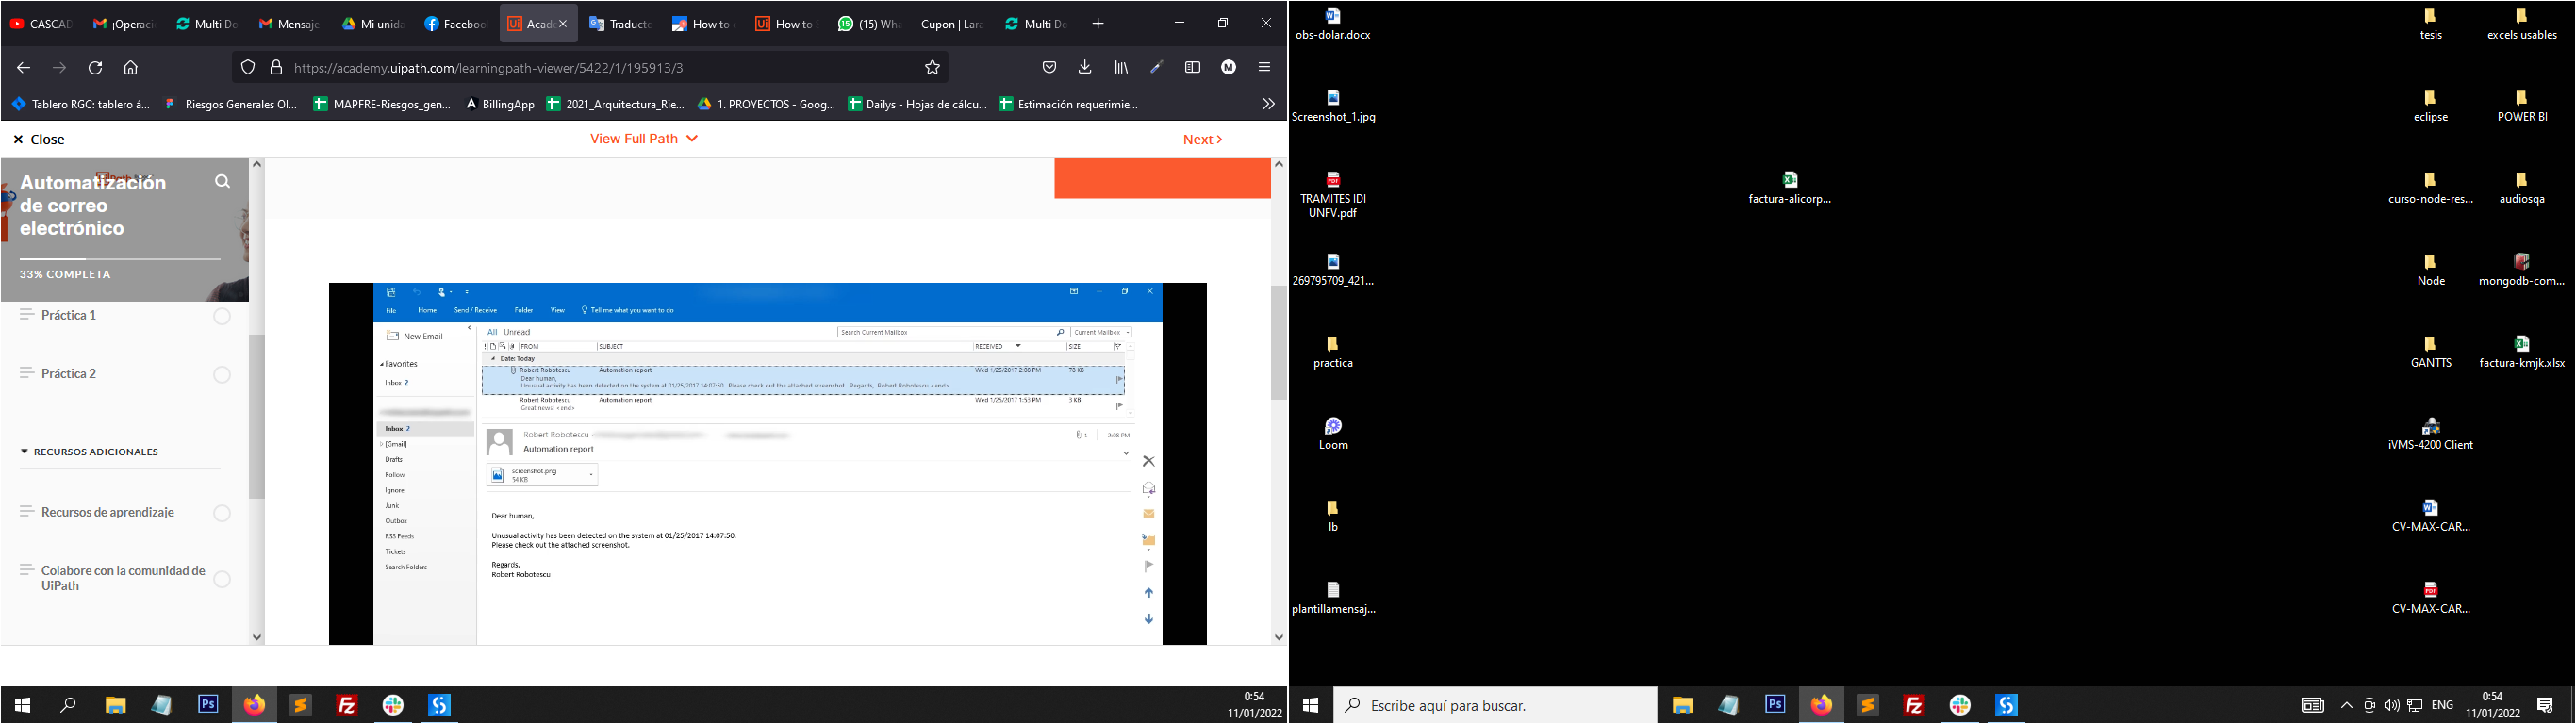 CASCAD
¡Operaci
Multi Do
Mensaje
Mi unida
Faceboo
Acade
Traducto
How to
How to
(15) Wha
Cupon | Lara
Multi Do
https://academy.uipath.com/learningpath-viewer/5422/1/195913/3
Tablero RGC: tablero á...
Riesgos Generales Ol...
MAPFRE-Riesgos_gen...
BillingApp
2021_Arquitectura_Rie...
1. PROYECTOS - Goog...
Dailys - Hojas de cálcu...
Estimación requerimie...
Close
View Full Path
Next
Automatización
de correo
electrónico
33% COMPLETA
Práctica 1
Práctica 2
RECURSOS ADICIONALES
Recursos de aprendizaje
Colabore con la comunidad de
UiPath
File
Home
Send / Receive
Folder
View
Tell me what you want to do
New Email
Favorites
Inbox 2
Inbox 2
[Gmail]
Drafts
Follow
Ignore
Junk
Outbox
RSS Feeds
Tickets
Search Folders
All Unread
Search Current Mailbox
Current Mailbox
FROM SUBJECT RECEIVED SIZE
Date: Today
Robert Robotescu Automation report Wed 1/25/2017 2:08 PM 78 KB
Dear human,
Unusual activity has been detected on the system at 01/25/2017 14:07:50. Please check out the attached screenshot. Regards, Robert Robotescu <end>
Robert Robotescu Automation report Wed 1/25/2017 1:53 PM 3 KB
Great news: <end>
Robert Robotescu
1
2:08 PM
Automation report
screenshot.png
54 KB
Dear human,
Unusual activity has been detected on the system at 01/25/2017 14:07:50.
Please check out the attached screenshot.
Regards,
Robert Robotescu
0:54
11/01/2022
obs-dolar.docx
Screenshot_1.jpg
TRAMITES IDI
UNFV.pdf
269795709_421...
practica
Loom
lb
plantillamensaj...
factura-alicorp...
tesis
excels usables
eclipse
POWER BI
curso-node-res...
audiosqa
Node
mongodb-com...
GANTTS
factura-kmjk.xlsx
iVMS-4200 Client
CV-MAX-CAR...
CV-MAX-CAR...
Escribe aquí para buscar.
ENG
0:54
11/01/2022